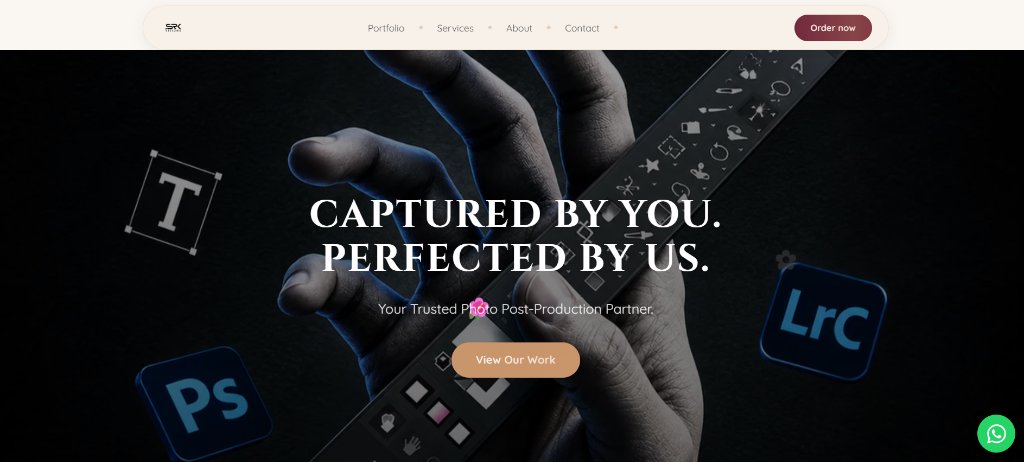 SRK
Portfolio
Services
About
Contact
Order now
T
CAPTURED BY YOU.
PERFECTED BY US.
Your Trusted Photo Post-Production Partner.
LrC
View Our Work
Ps